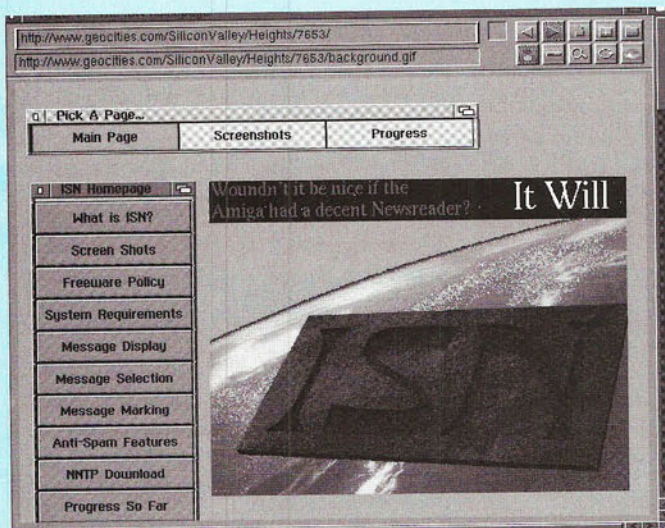 http://www.geocities.com/SiliconValley/Heights/7653/
http://www.geocities.com/SiliconValley/Heights/7653/background.gif
Pick A Page...
Main Page
Screenshots
Progress
ISN Homepage
What is ISN?
Screen Shots
Freeware Policy
System Requirements
Message Display
Message Selection
Message Marking
Anti-Spam Features
NNTP Download
Progress So Far
Woundn't it be nice if the
Amiga had a decent Newsreader?
It Will
ISN